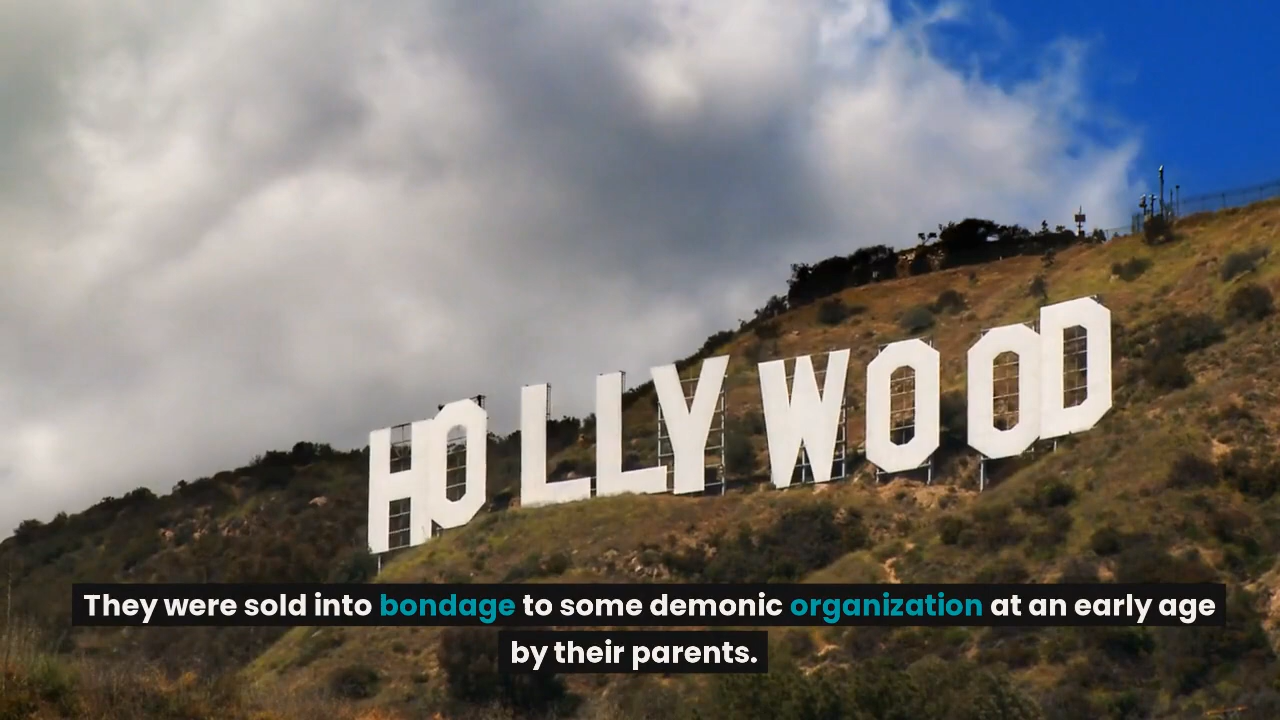 HOLLYWOOD
They were sold into bondage to some demonic organization at an early age
by their parents.